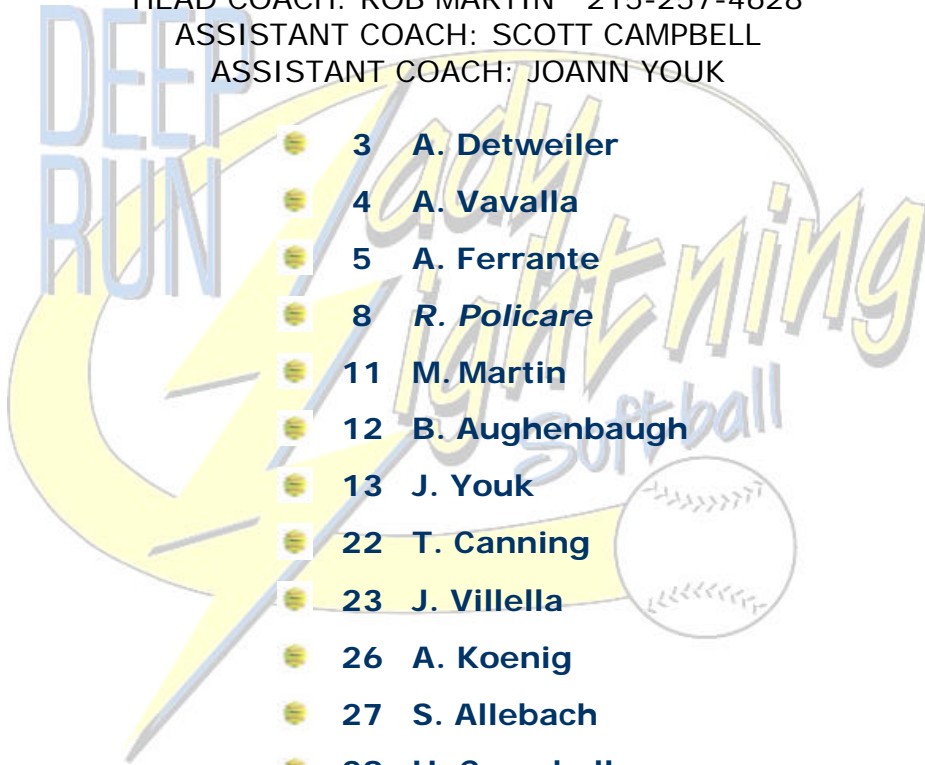 HEAD COACH: ROB MARTIN 215-257-4628
ASSISTANT COACH: SCOTT CAMPBELL
ASSISTANT COACH: JOANN YOUK
DEEP
RUN
Lady
Lightning
Softball
3 A. Detweiler
4 A. Vavalla
5 A. Ferrante
8 R. Policare
11 M. Martin
12 B. Aughenbaugh
13 J. Youk
22 T. Canning
23 J. Villella
26 A. Koenig
27 S. Allebach